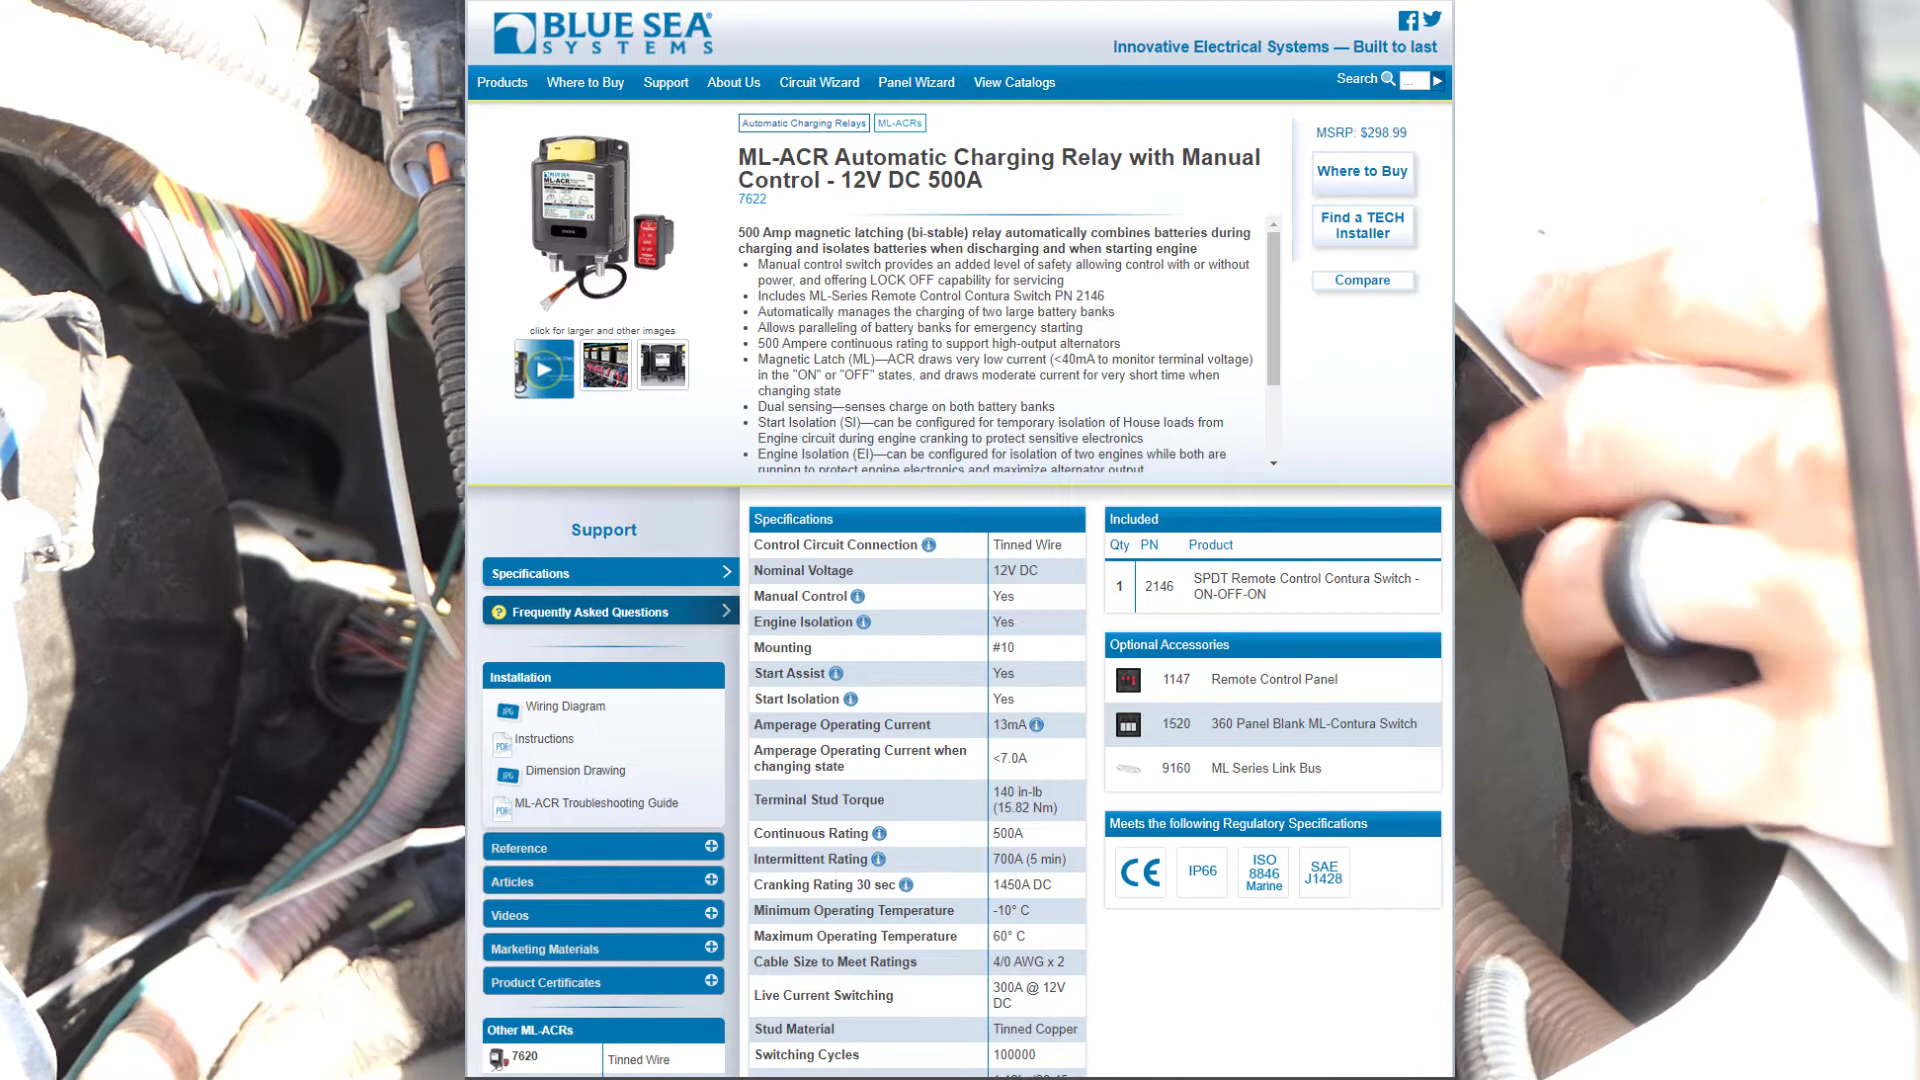 BLUE SEA
SYSTEMS
Innovative Electrical Systems — Built to last
Products Where to Buy Support About Us Circuit Wizard Panel Wizard View Catalogs
Search
Automatic Charging Relays ML-ACRs
ML-ACR Automatic Charging Relay with Manual
Control - 12V DC 500A
7622
MSRP: $298.99
Where to Buy
Find a TECH
Installer
Compare
BLUE SEA
ML-ACR
click for larger and other images
500 Amp magnetic latching (bi-stable) relay automatically combines batteries during
charging and isolates batteries when discharging and when starting engine
• Manual control switch provides an added level of safety allowing control with or without
power, and offering LOCK OFF capability for servicing
• Includes ML-Series Remote Control Contura Switch PN 2146
• Automatically manages the charging of two large battery banks
• Allows paralleling of battery banks for emergency starting
• 500 Ampere continuous rating to support high-output alternators
• Magnetic Latch (ML)—ACR draws very low current (<40mA to monitor terminal voltage)
in the "ON" or "OFF" states, and draws moderate current for very short time when
changing state
• Dual sensing—senses charge on both battery banks
• Start Isolation (SI)—can be configured for temporary isolation of House loads from
Engine circuit during engine cranking to protect sensitive electronics
• Engine Isolation (EI)—can be configured for isolation of two engines while both are
running to protect engine electronics and maximize alternator output
Support
Specifications
Frequently Asked Questions
Installation
JPG Wiring Diagram
PDF Instructions
JPG Dimension Drawing
PDF ML-ACR Troubleshooting Guide
Reference
Articles
Videos
Marketing Materials
Product Certificates
Other ML-ACRs
7620 Tinned Wire
Specifications
Control Circuit Connection Tinned Wire
Nominal Voltage 12V DC
Manual Control Yes
Engine Isolation Yes
Mounting #10
Start Assist Yes
Start Isolation Yes
Amperage Operating Current 13mA
Amperage Operating Current when
changing state <7.0A
Terminal Stud Torque 140 in-lb
(15.82 Nm)
Continuous Rating 500A
Intermittent Rating 700A (5 min)
Cranking Rating 30 sec 1450A DC
Minimum Operating Temperature -10° C
Maximum Operating Temperature 60° C
Cable Size to Meet Ratings 4/0 AWG x 2
Live Current Switching 300A @ 12V
DC
Stud Material Tinned Copper
Switching Cycles 100000
Included
Qty PN Product
1 2146 SPDT Remote Control Contura Switch -
ON-OFF-ON
Optional Accessories
1147 Remote Control Panel
1520 360 Panel Blank ML-Contura Switch
9160 ML Series Link Bus
Meets the following Regulatory Specifications
CE
IP66
ISO
8846
Marine
SAE
J1428